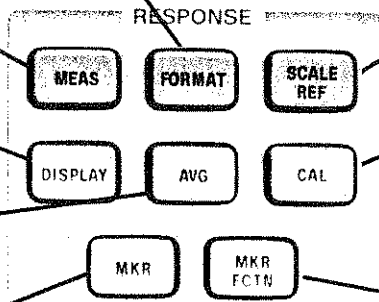 RESPONSE
MEAS FORMAT SCALE REF
DISPLAY AVG CAL
MKR MKR FCTN